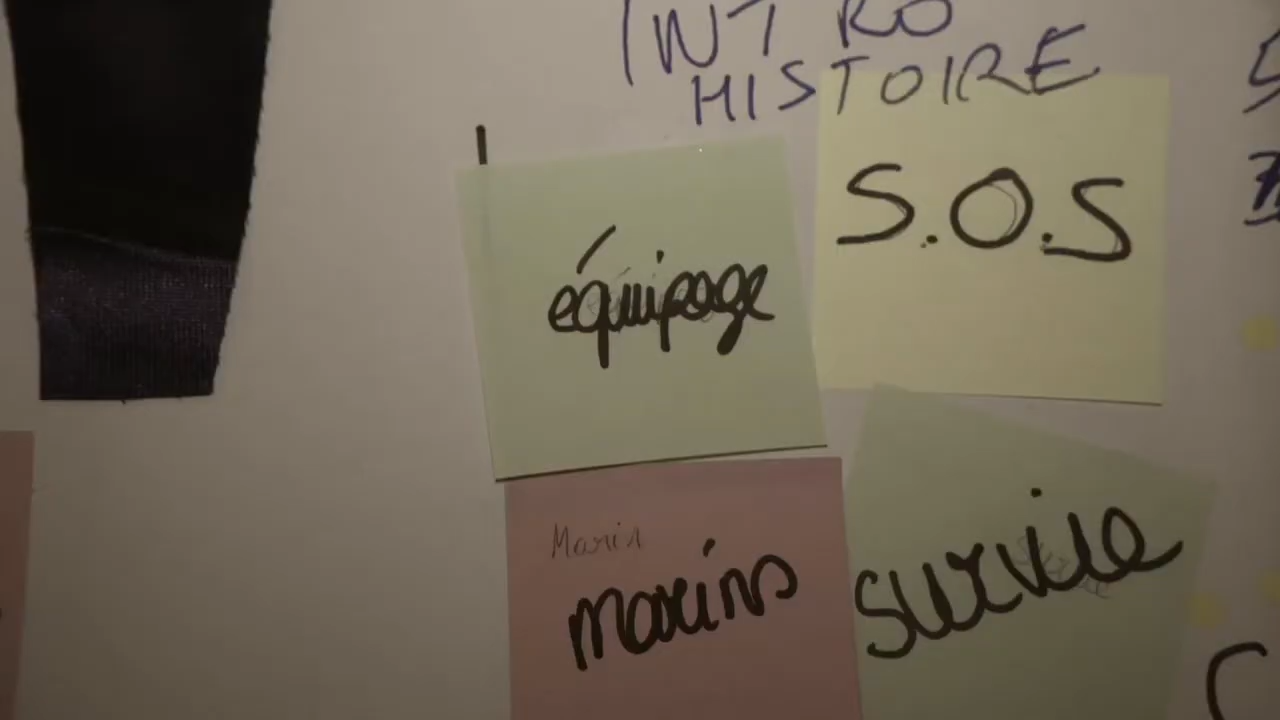 INTRO
HISTOIRE
S.O.S
équipage
Marin
marins
survie